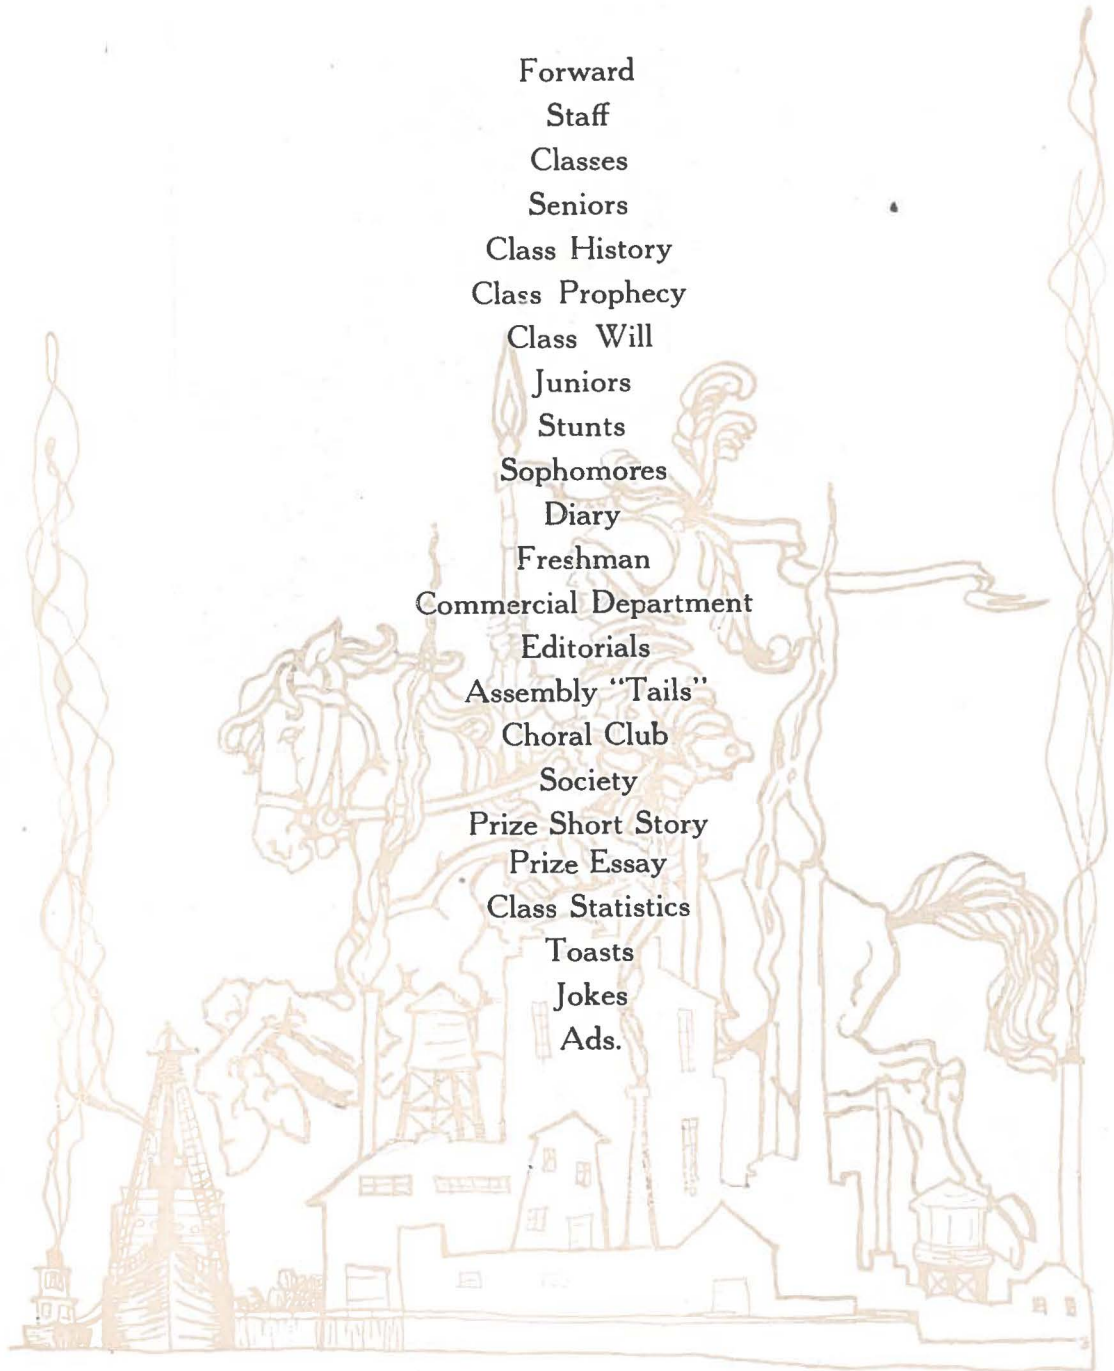 Forward
Staff
Classes
Seniors
Class History
Class Prophecy
Class Will
Juniors
Stunts
Sophomores
Diary
Freshman
Commercial Department
Editorials
Assembly "Tails"
Choral Club
Society
Prize Short Story
Prize Essay
Class Statistics
Toasts
Jokes
Ads.